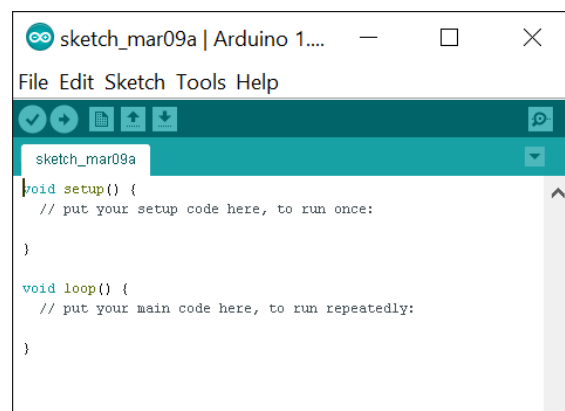 sketch_mar09a | Arduino 1....
File Edit Sketch Tools Help
sketch_mar09a
void setup() {
  // put your setup code here, to run once:
}
void loop() {
  // put your main code here, to run repeatedly:
}